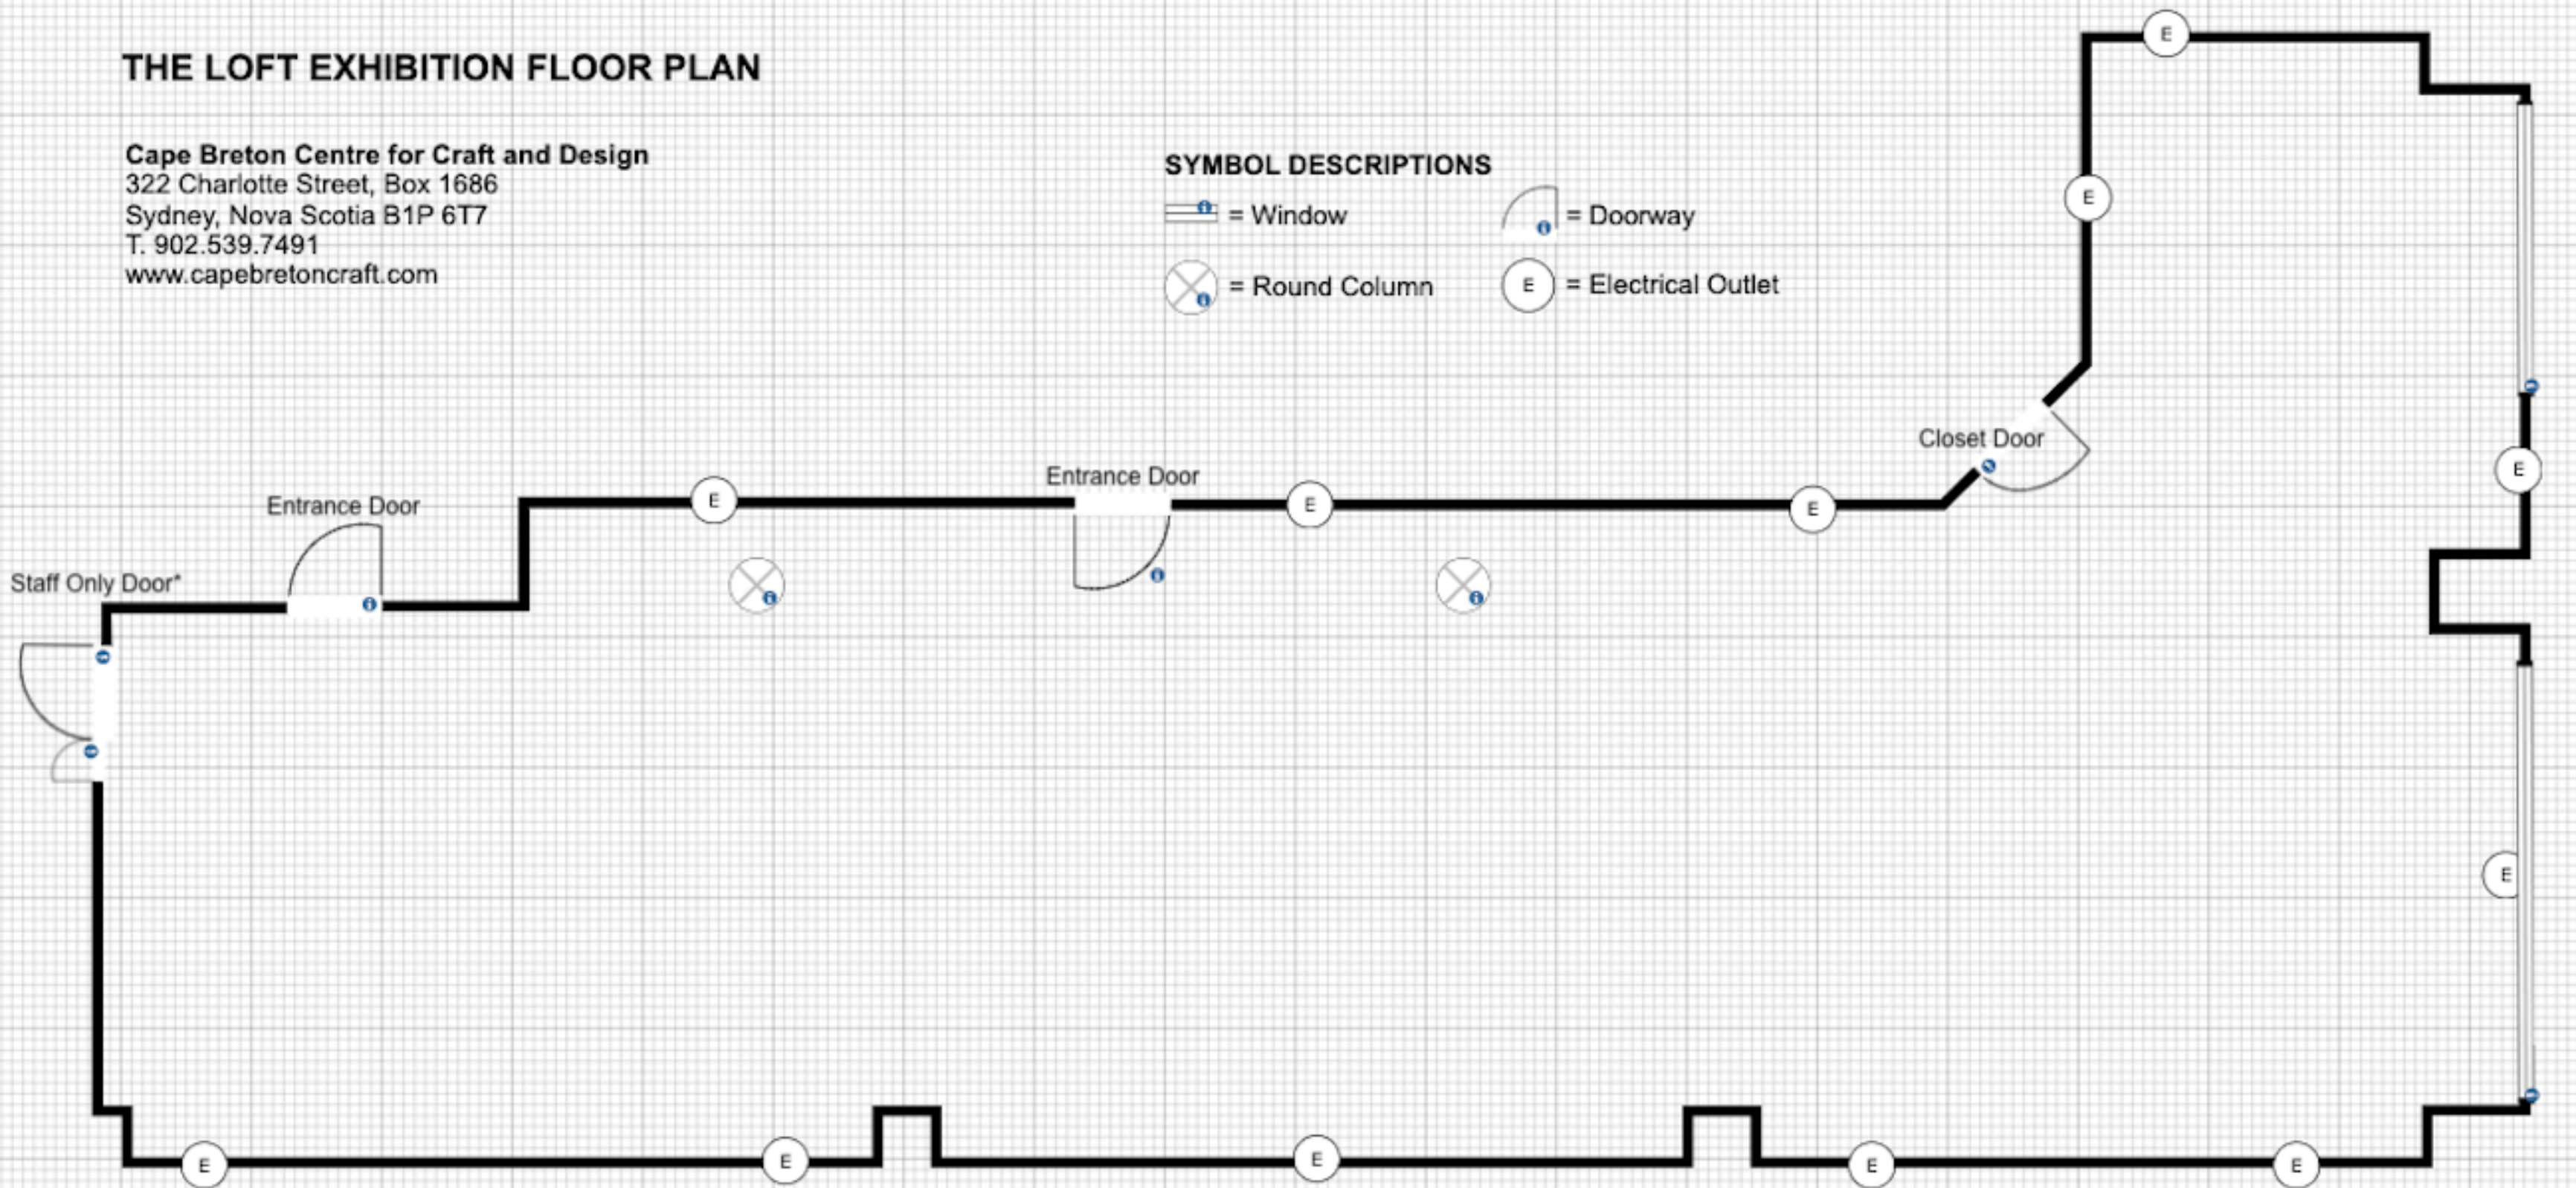 THE LOFT EXHIBITION FLOOR PLAN
Cape Breton Centre for Craft and Design
322 Charlotte Street, Box 1686
Sydney, Nova Scotia B1P 6T7
T. 902.539.7491
www.capebretoncraft.com
SYMBOL DESCRIPTIONS
= Window
= Doorway
= Round Column
E = Electrical Outlet
E
E
Closet Door
E
Entrance Door
Entrance Door
E
E
E
Staff Only Door*
E
E
E
E
E
E